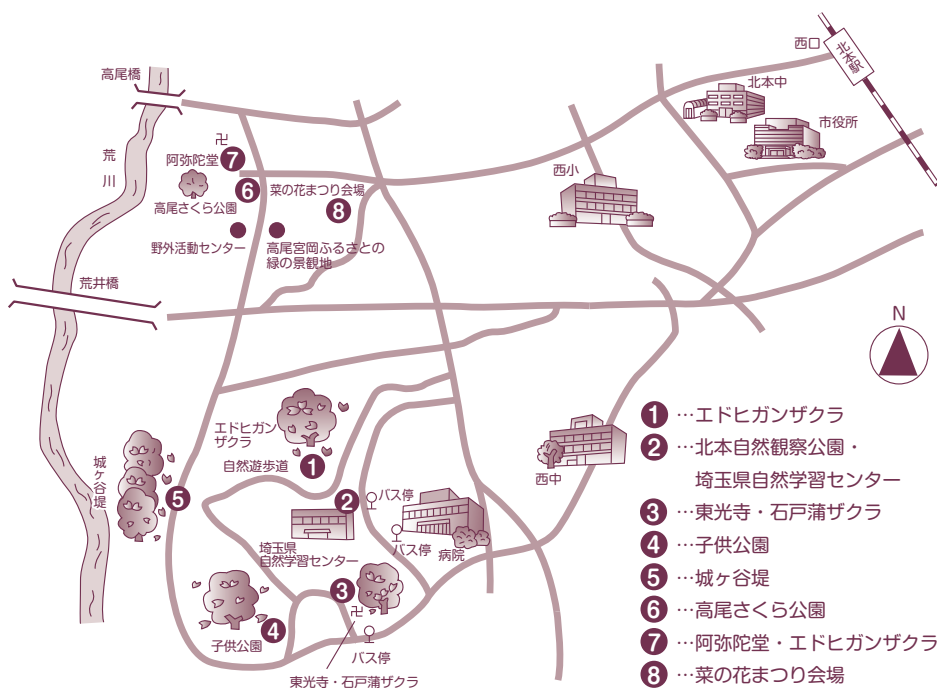 高尾橋
荒川
西口
北本駅
北本中
市役所
西小
卍
阿弥陀堂
7
高尾さくら公園
6
菜の花まつり会場
8
野外活動センター
高尾宮岡ふるさとの
緑の景観地
荒井橋
N
エドヒガン
ザクラ
自然遊歩道
1
城ヶ谷堤
5
2
バス停
埼玉県
自然学習センター
バス停
病院
西中
3
卍
子供公園
4
バス停
東光寺・石戸蒲ザクラ
1…エドヒガンザクラ
2…北本自然観察公園・
埼玉県自然学習センター
3…東光寺・石戸蒲ザクラ
4…子供公園
5…城ヶ谷堤
6…高尾さくら公園
7…阿弥陀堂・エドヒガンザクラ
8…菜の花まつり会場